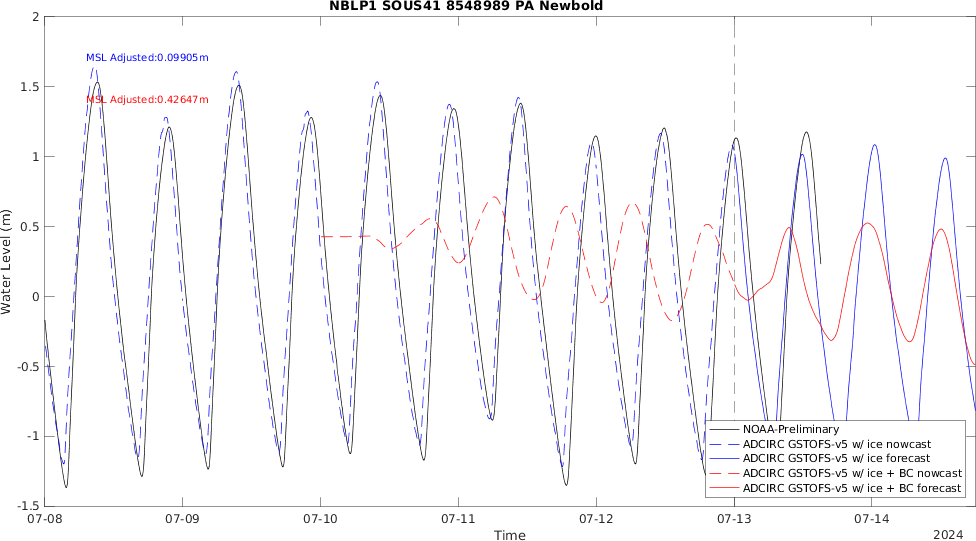 NBLP1 SOUS41 8548989 PA Newbold
2
1.5
1
0.5
0
-0.5
-1
-1.5
Water Level (m)
MSL Adjusted:0.09905m
MSL Adjusted:0.42647m
NOAA-Preliminary
ADCIRC GSTOFS-v5 w/ ice nowcast
ADCIRC GSTOFS-v5 w/ ice forecast
ADCIRC GSTOFS-v5 w/ ice + BC nowcast
ADCIRC GSTOFS-v5 w/ ice + BC forecast
07-08 07-09 07-10 07-11 07-12 07-13 07-14
Time
2024